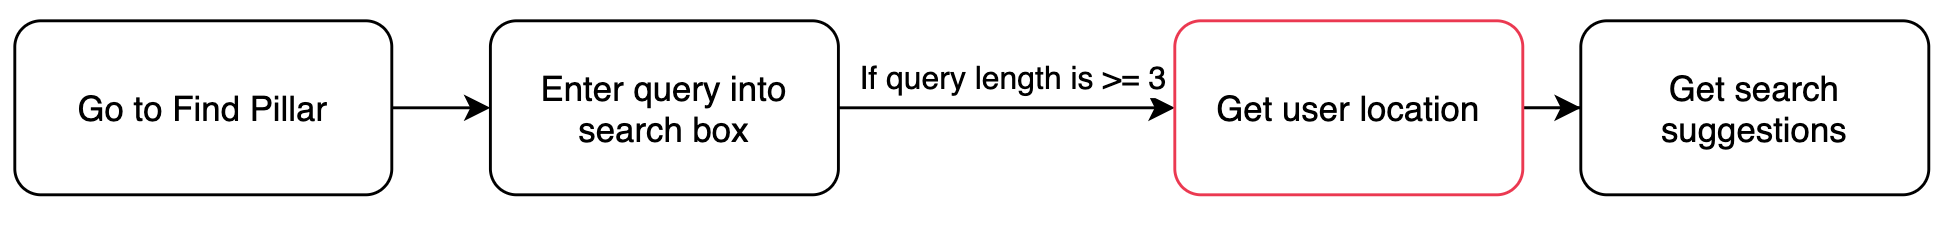 Go to Find Pillar
Enter query into
search box
If query length is >= 3
Get user location
Get search
suggestions